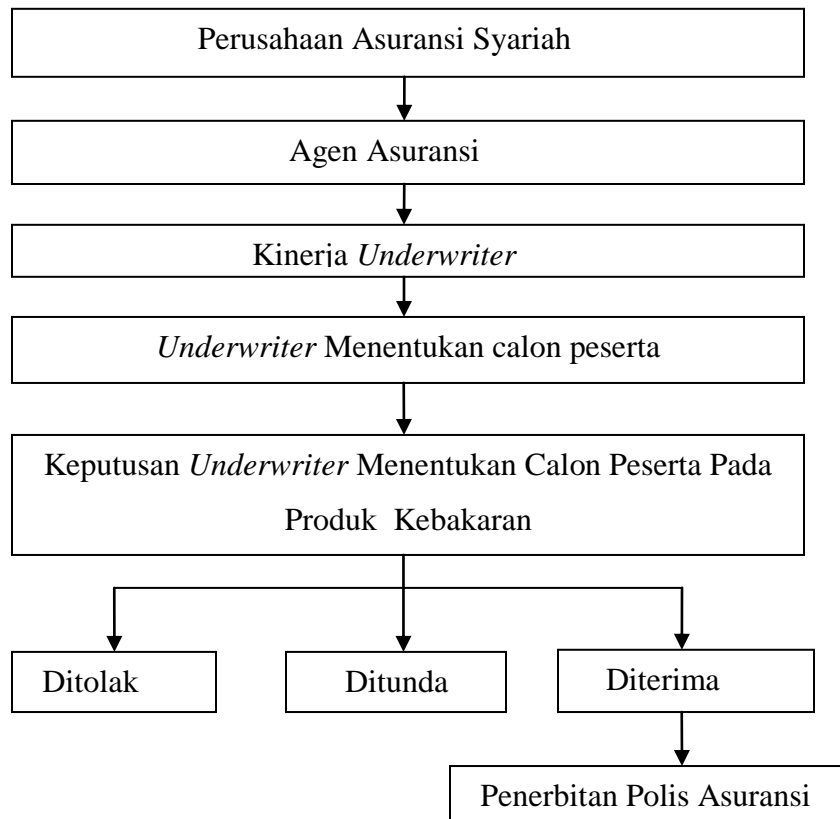 Perusahaan Asuransi Syariah
Agen Asuransi
Kinerja Underwriter
Underwriter Menentukan calon peserta
Keputusan Underwriter Menentukan Calon Peserta Pada
Produk Kebakaran
Ditolak
Ditunda
Diterima
Penerbitan Polis Asuransi